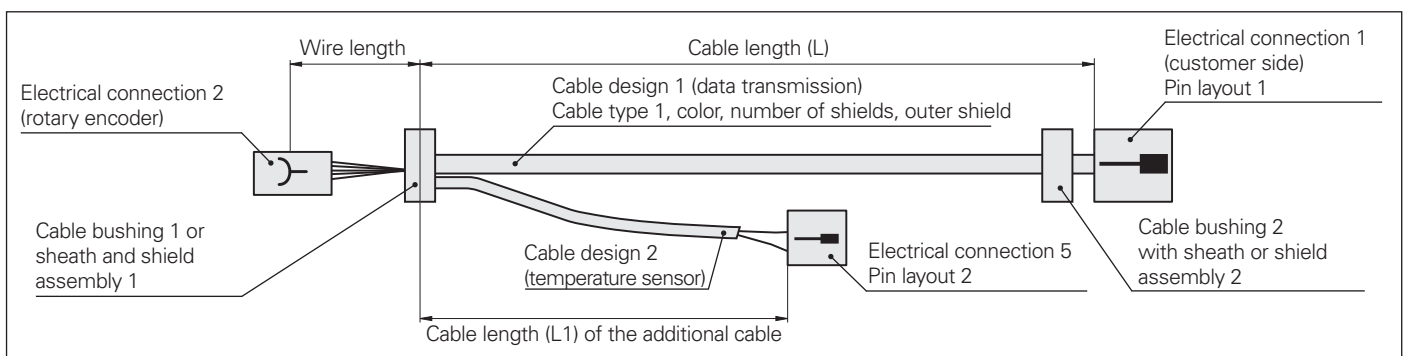 Wire length
Cable length (L)
Electrical connection 1
(customer side)
Pin layout 1
Electrical connection 2
(rotary encoder)
Cable design 1 (data transmission)
Cable type 1, color, number of shields, outer shield
Cable bushing 1 or
sheath and shield
assembly 1
Cable design 2
(temperature sensor)
Electrical connection 5
Pin layout 2
Cable bushing 2
with sheath or shield
assembly 2
Cable length (L1) of the additional cable